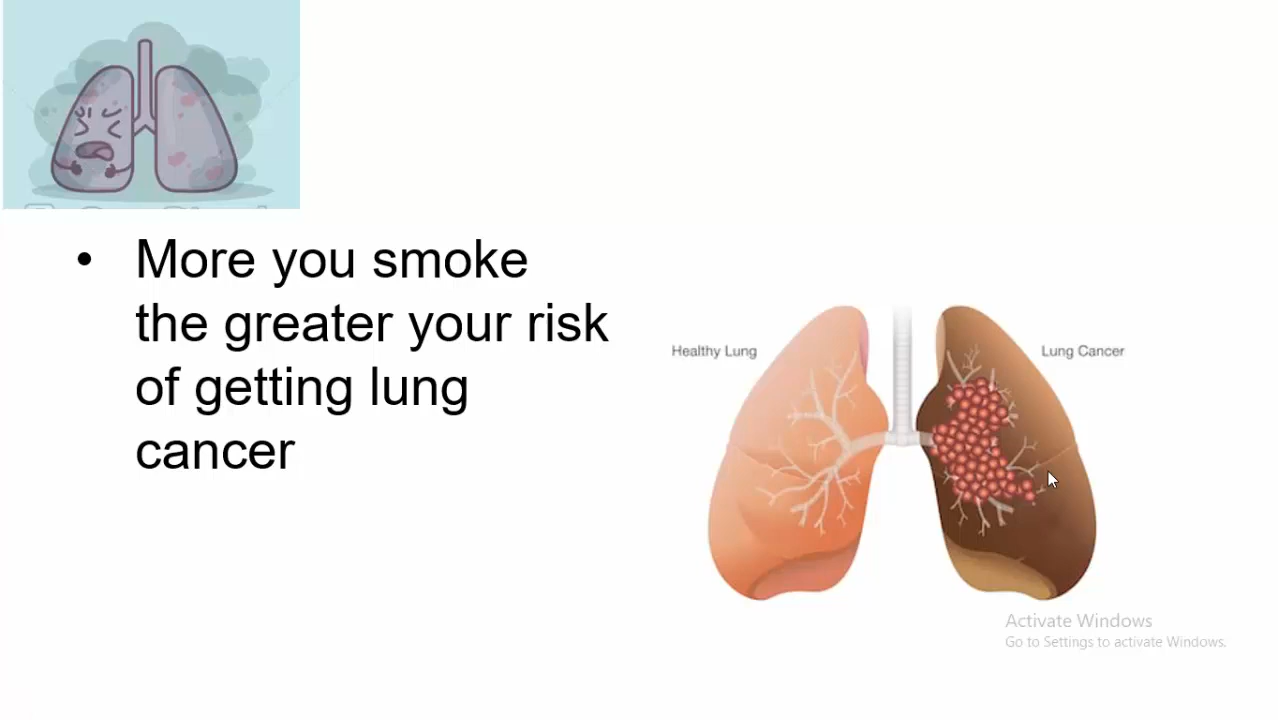 • More you smoke
the greater your risk
of getting lung
cancer
Healthy Lung
Lung Cancer
Activate Windows
Go to Settings to activate Windows.